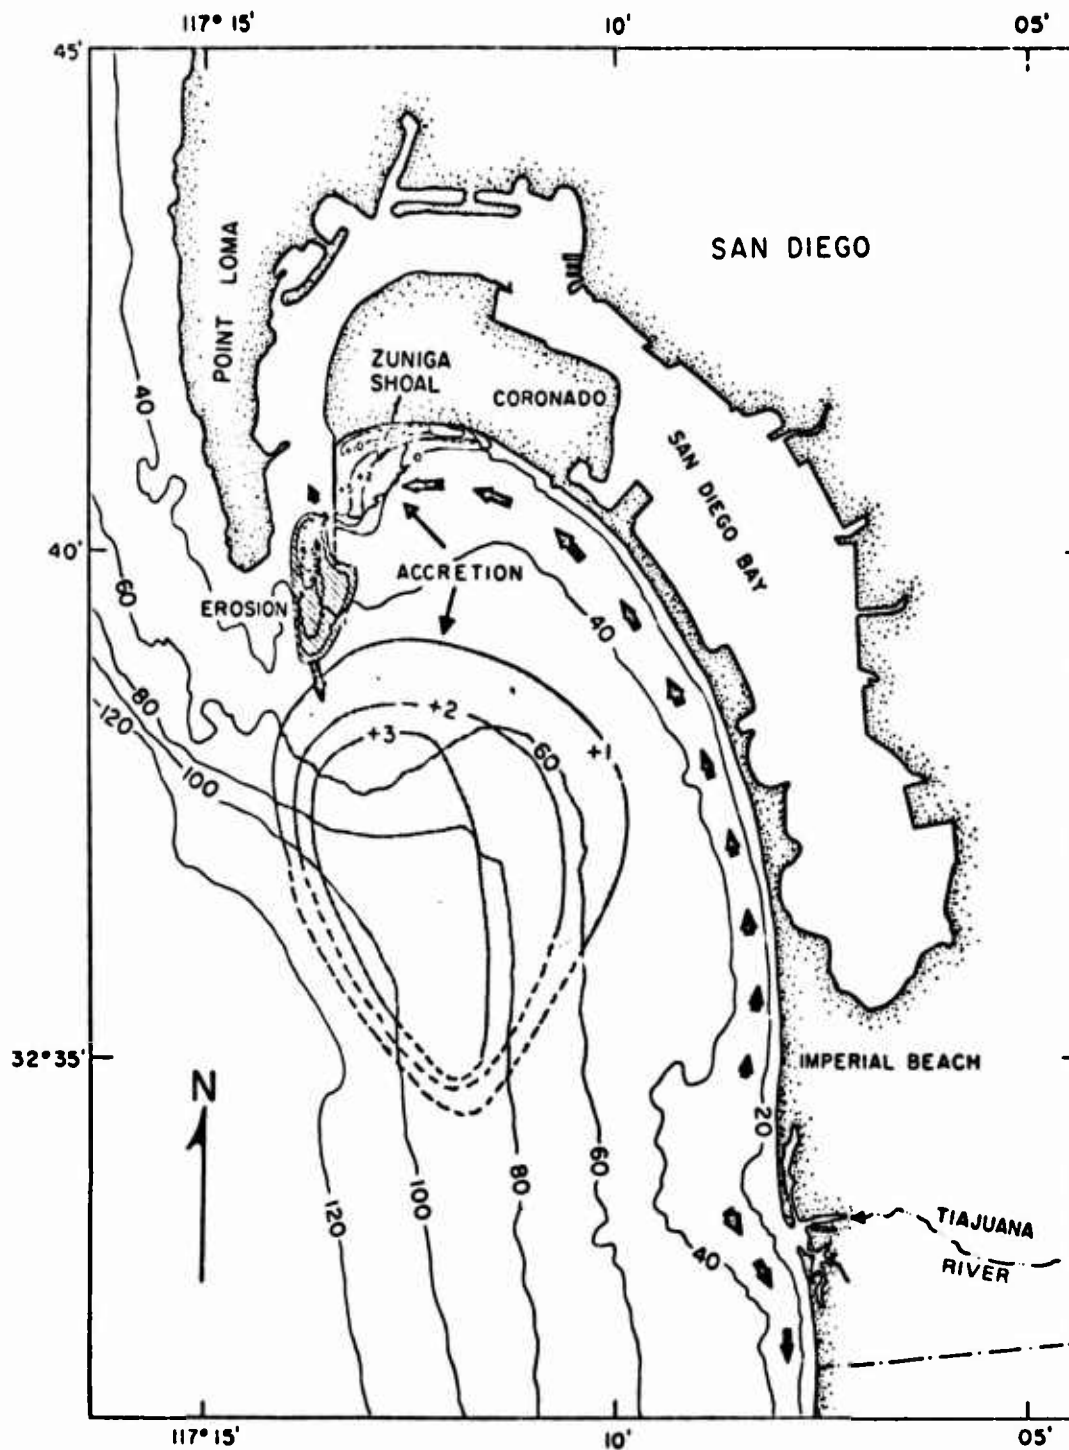 117° 15'
10'
05'
45'
SAN DIEGO
POINT LOMA
ZUNIGA
SHOAL
CORONADO
40
SAN DIEGO BAY
40'
ACCRETION
60
EROSION
40
80
-120
100
+2
+3
60
+1
32°35'
IMPERIAL BEACH
N
20
60
80
100
120
40
TIAJUANA
RIVER
117° 15'
10'
05'